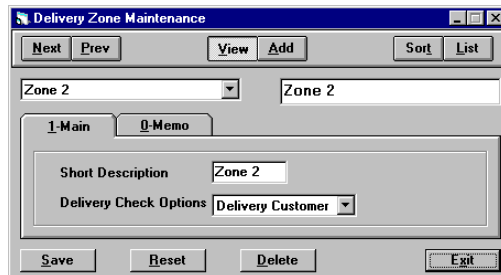 Delivery Zone Maintenance
Next Prev View Add Sort List
Zone 2 Zone 2
1-Main 0-Memo
Short Description Zone 2
Delivery Check Options Delivery Customer
Save Reset Delete Exit